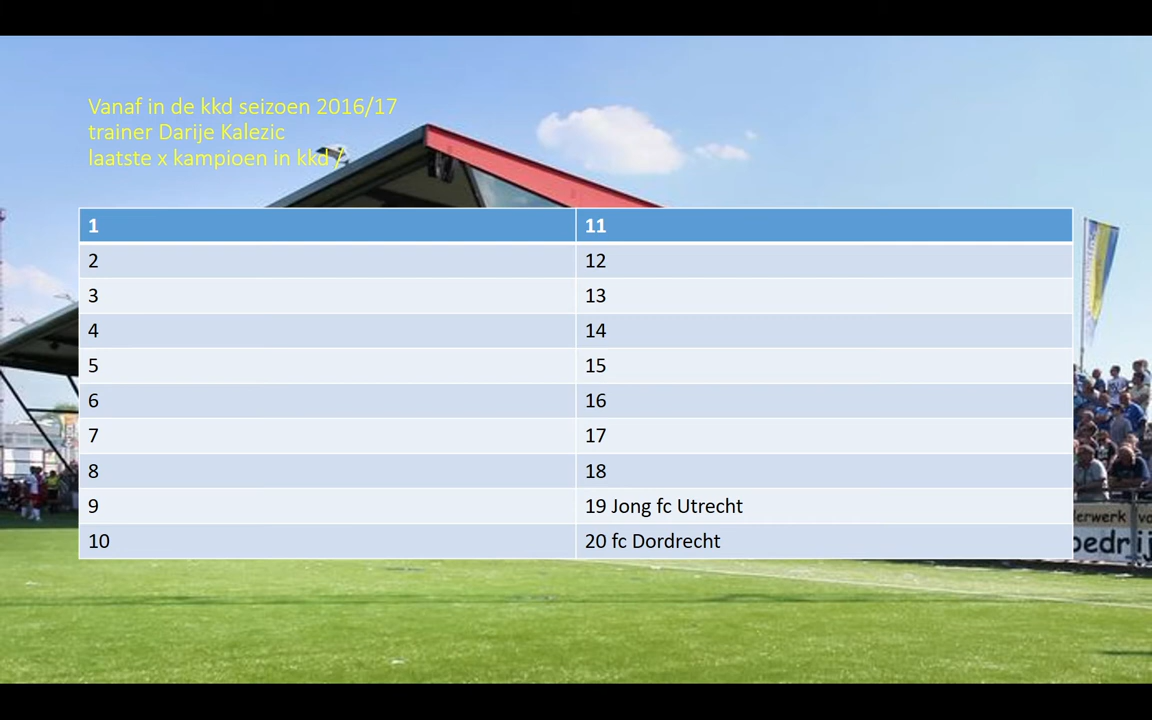 Vanaf in de kkd seizoen 2016/17
trainer Darije Kalezic
laatste x kampioen in kkd /
1 11
2 12
3 13
4 14
5 15
6 16
7 17
8 18
9 19 Jong fc Utrecht
10 20 fc Dordrecht